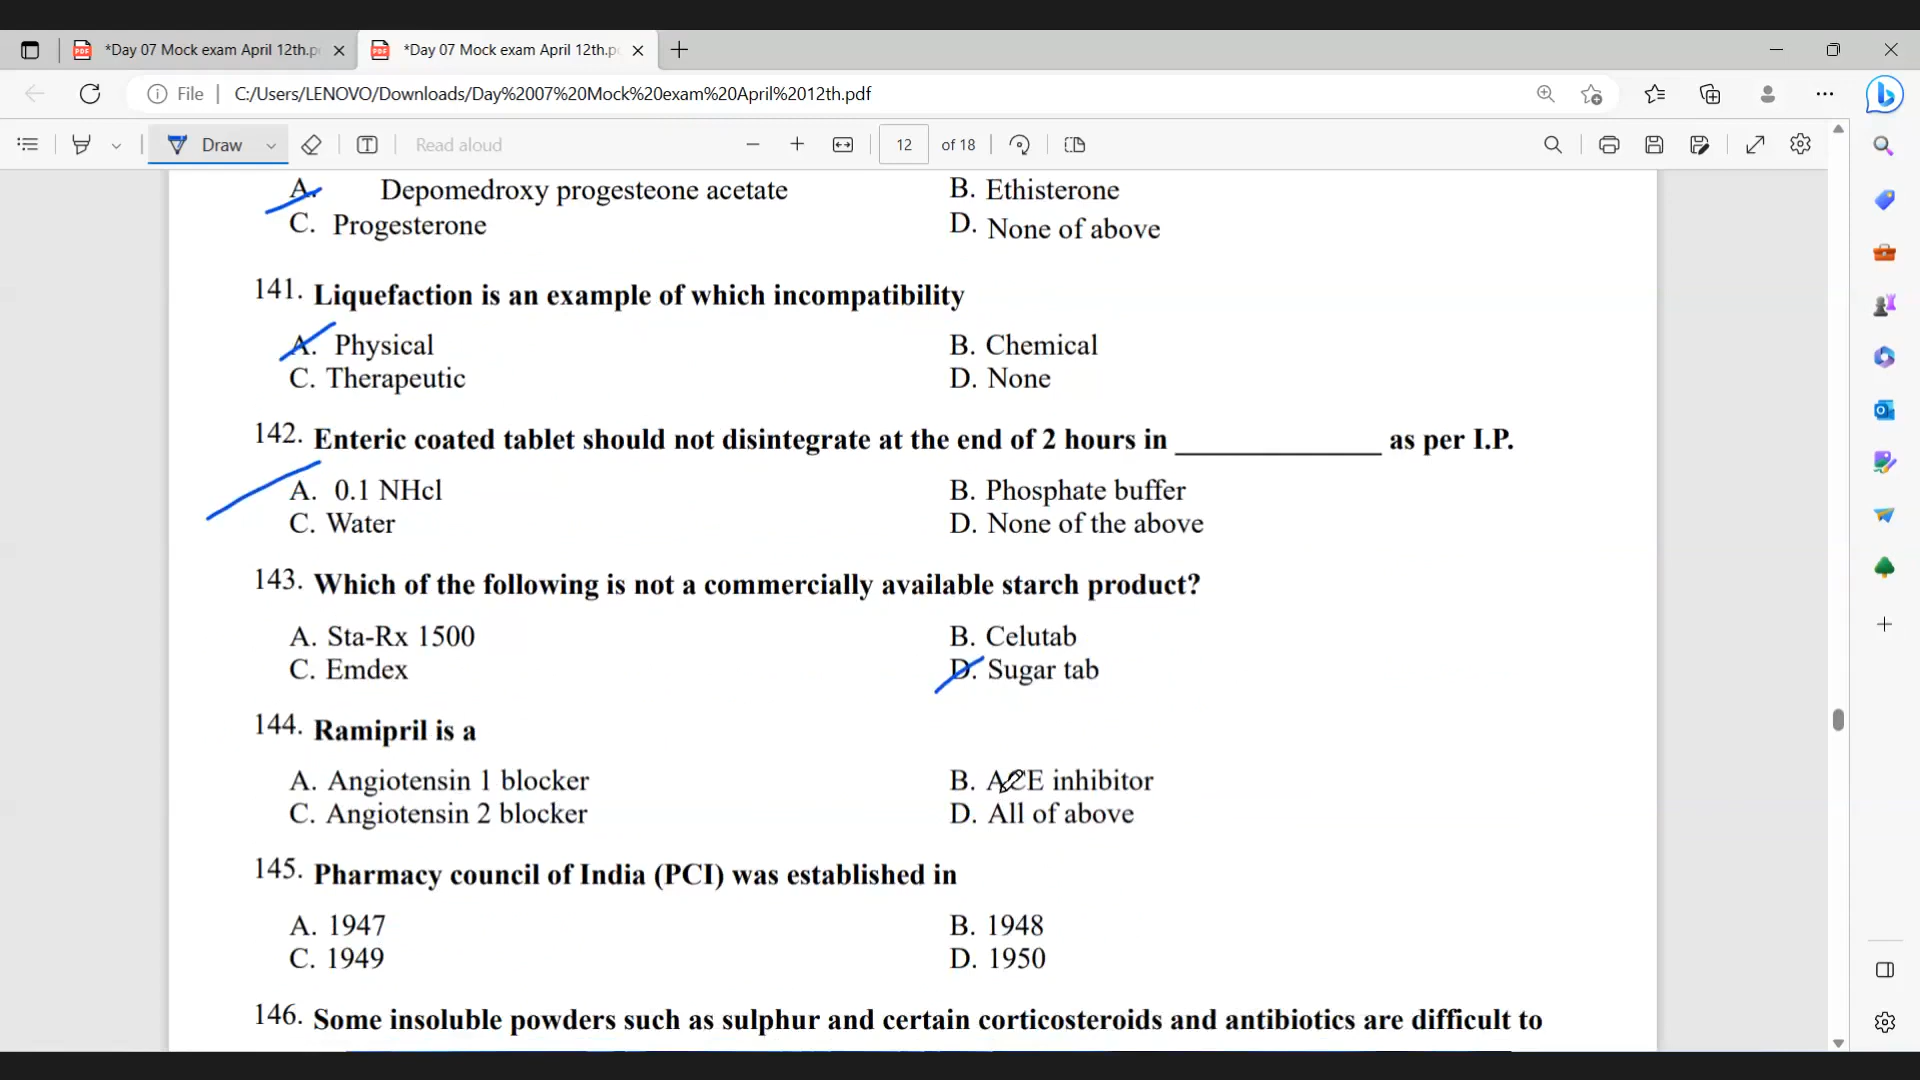 *Day 07 Mock exam April 12th.p
*Day 07 Mock exam April 12th.p
File C:/Users/LENOVO/Downloads/Day%2007%20Mock%20exam%20April%2012th.pdf
Draw Read aloud 12 of 18
A. Depomedroxy progesteone acetate B. Ethisterone
C. Progesterone D. None of above
141. Liquefaction is an example of which incompatibility
A. Physical B. Chemical
C. Therapeutic D. None
142. Enteric coated tablet should not disintegrate at the end of 2 hours in ______________ as per I.P.
A. 0.1 NHcl B. Phosphate buffer
C. Water D. None of the above
143. Which of the following is not a commercially available starch product?
A. Sta-Rx 1500 B. Celutab
C. Emdex D. Sugar tab
144. Ramipril is a
A. Angiotensin 1 blocker B. ACE inhibitor
C. Angiotensin 2 blocker D. All of above
145. Pharmacy council of India (PCI) was established in
A. 1947 B. 1948
C. 1949 D. 1950
146. Some insoluble powders such as sulphur and certain corticosteroids and antibiotics are difficult to